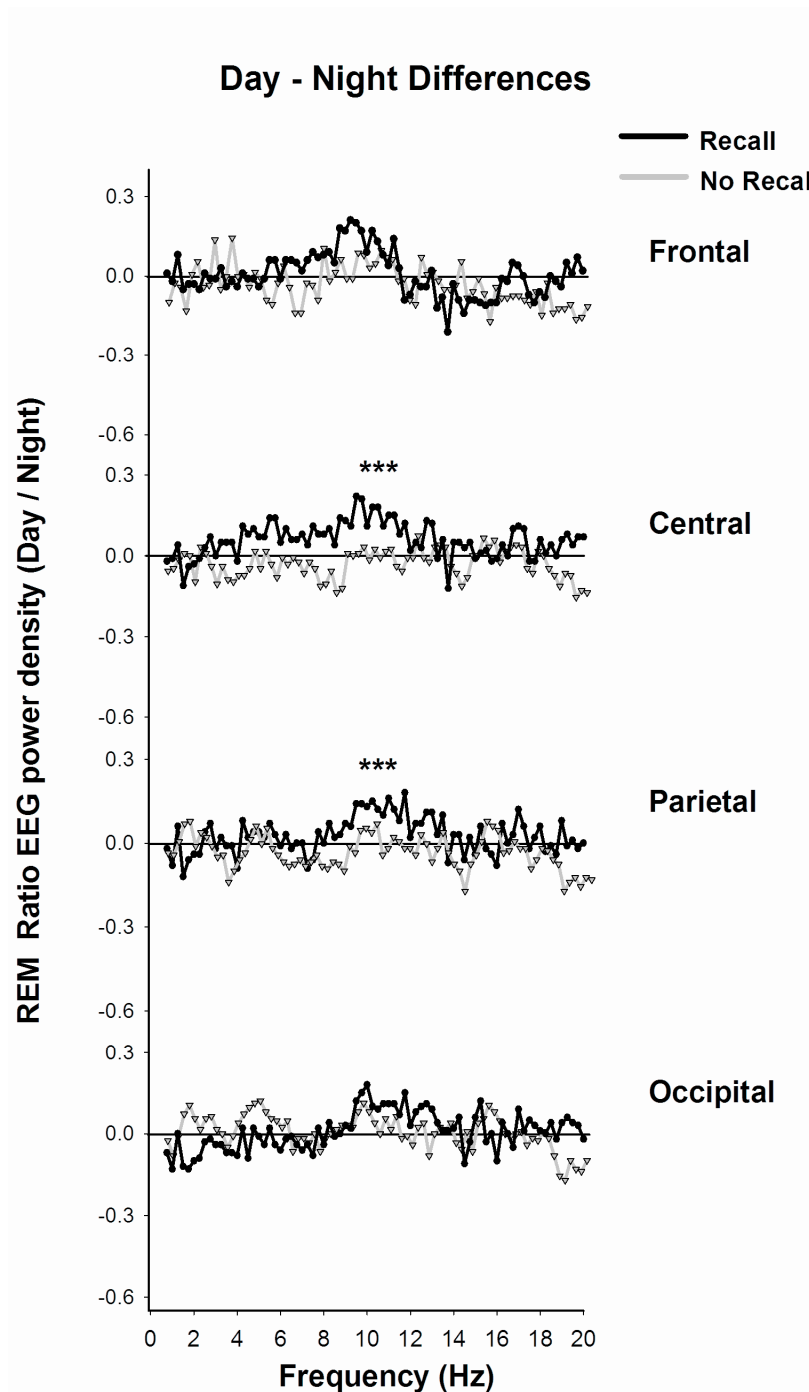 Day - Night Differences
Recall
No Recal
0.3
Frontal
0.0
-0.3
-0.6
0.3
***
Central
0.0
-0.3
-0.6
0.3
***
Parietal
0.0
-0.3
-0.6
0.3
Occipital
0.0
-0.3
-0.6
REM Ratio EEG power density (Day / Night)
0 2 4 6 8 10 12 14 16 18 20
Frequency (Hz)